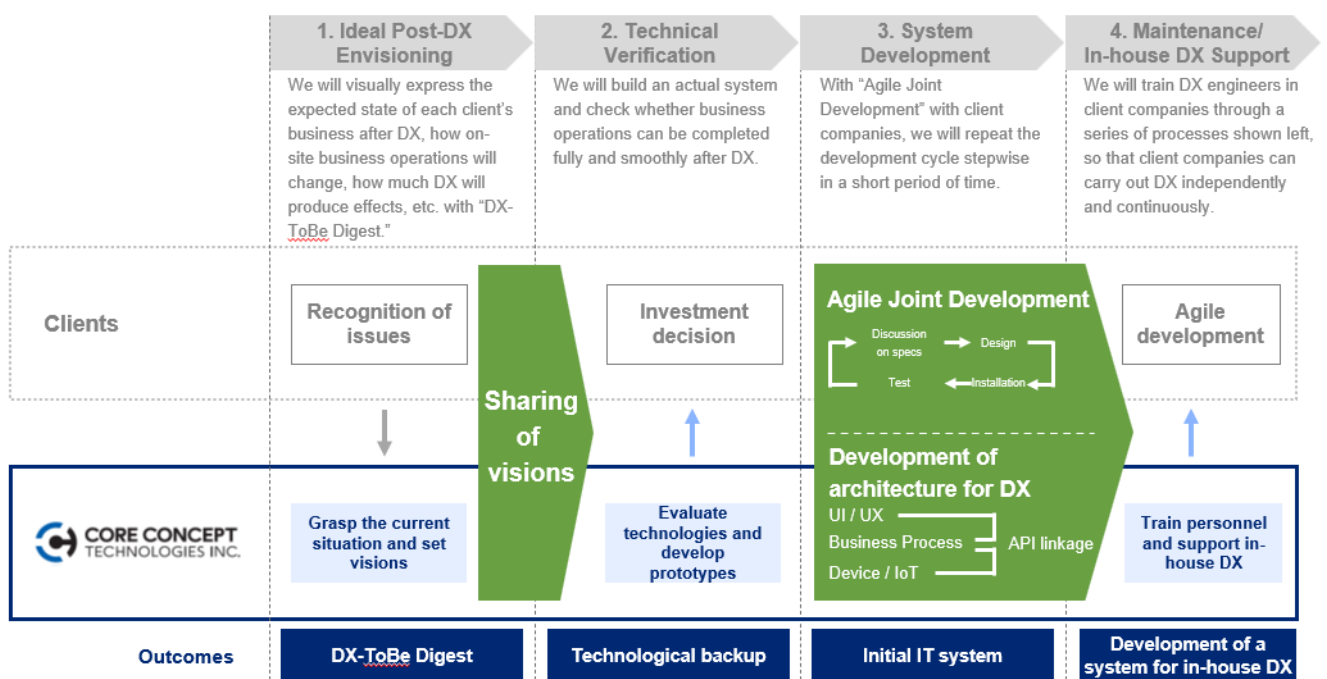 1. Ideal Post-DX
Envisioning
2. Technical
Verification
3. System
Development
4. Maintenance/
In-house DX Support
We will visually express the
expected state of each client's
business after DX, how on-
site business operations will
change, how much DX will
produce effects, etc. with “DX-
ToBe Digest.”
We will build an actual system
and check whether business
operations can be completed
fully and smoothly after DX.
With “Agile Joint
Development” with client
companies, we will repeat the
development cycle stepwise
in a short period of time.
We will train DX engineers in
client companies through a
series of processes shown left,
so that client companies can
carry out DX independently
and continuously.
Clients
Recognition of
issues
Sharing
of
visions
Investment
decision
Agile Joint Development
Discussion
on specs
Design
Test
Installation
Agile
development
CORE CONCEPT
TECHNOLOGIES INC.
Grasp the current
situation and set
visions
Evaluate
technologies and
develop
prototypes
Development of
architecture for DX
UI / UX
Business Process
Device / IoT
API linkage
Train personnel
and support in-
house DX
Outcomes
DX-ToBe Digest
Technological backup
Initial IT system
Development of a
system for in-house DX